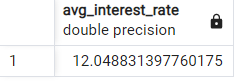 avg_interest_rate
double precision
1 12.048831397760175